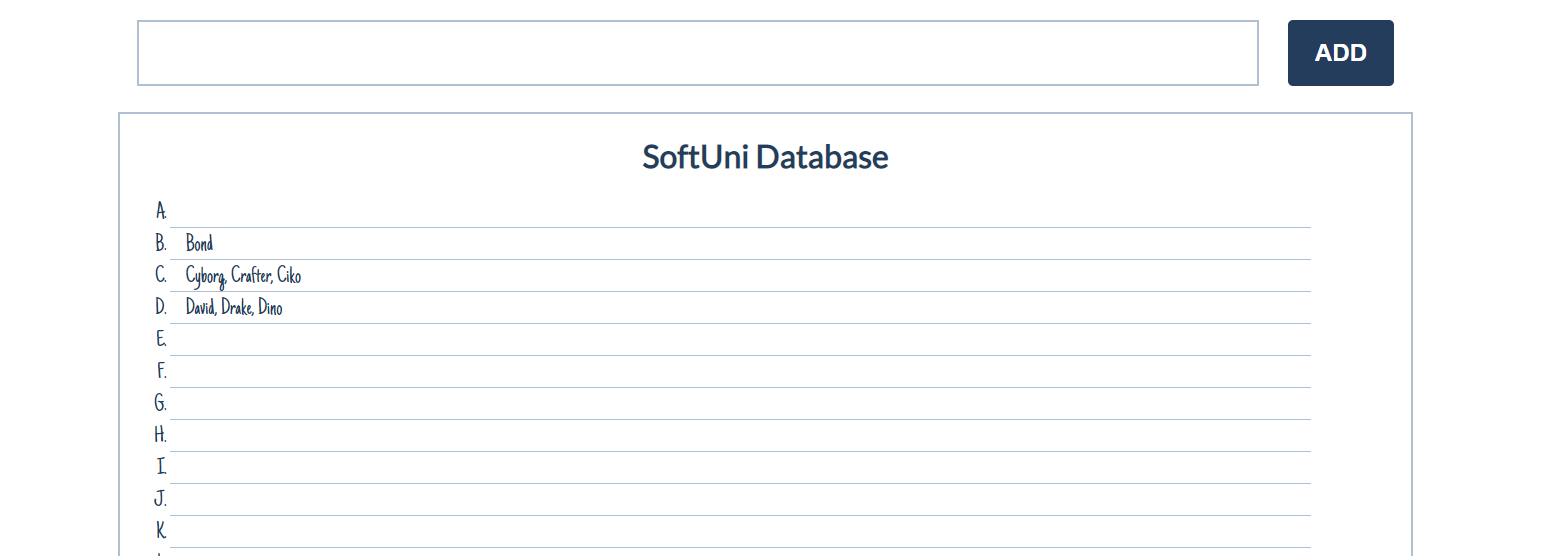 ADD
SoftUni Database
A.
B. Bond
C. Cyborg, Crafter, Ciko
D. David, Drake, Dino
E.
F.
G.
H.
I.
J.
K.